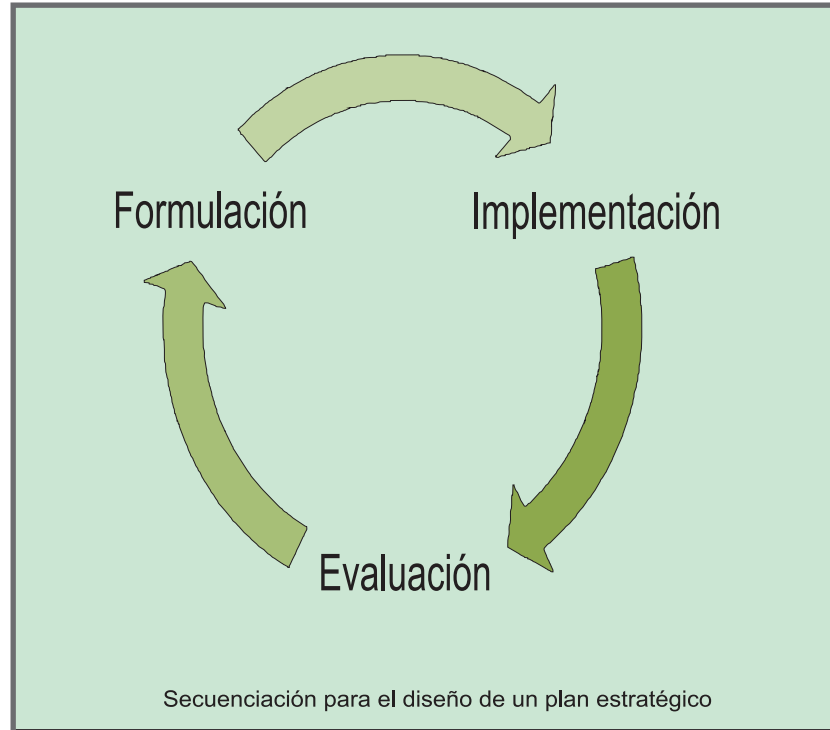 Formulación
Implementación
Evaluación
Secuenciación para el diseño de un plan estratégico